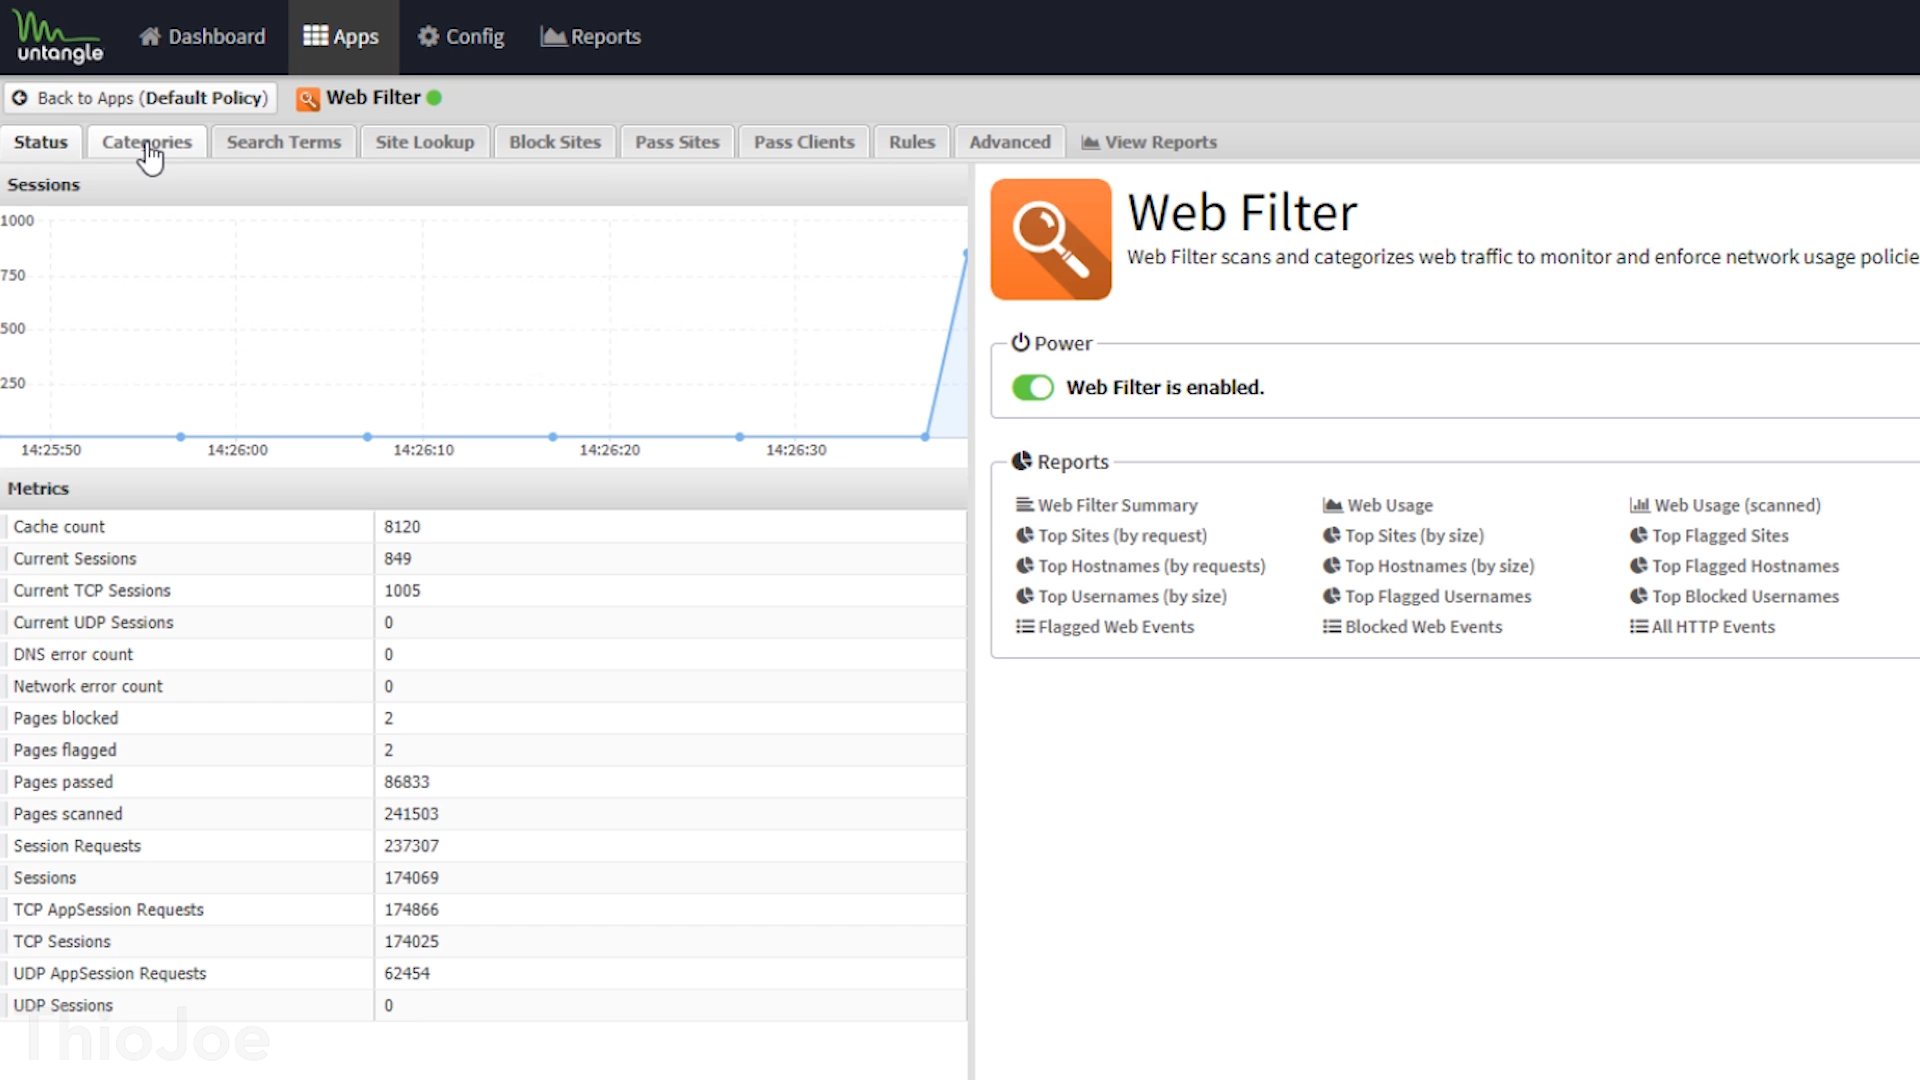 untangle
Dashboard
Apps
Config
Reports
Back to Apps (Default Policy)
Web Filter
Status
Categories
Search Terms
Site Lookup
Block Sites
Pass Sites
Pass Clients
Rules
Advanced
View Reports
Sessions
1000
750
500
250
14:25:50
14:26:00
14:26:10
14:26:20
14:26:30
Metrics
Cache count 8120
Current Sessions 849
Current TCP Sessions 1005
Current UDP Sessions 0
DNS error count 0
Network error count 0
Pages blocked 2
Pages flagged 2
Pages passed 86833
Pages scanned 241503
Session Requests 237307
Sessions 174069
TCP AppSession Requests 174866
TCP Sessions 174025
UDP AppSession Requests 62454
UDP Sessions 0
ThioJoe
Web Filter
Web Filter scans and categorizes web traffic to monitor and enforce network usage policie
Power
Web Filter is enabled.
Reports
Web Filter Summary
Web Usage
Web Usage (scanned)
Top Sites (by request)
Top Sites (by size)
Top Flagged Sites
Top Hostnames (by requests)
Top Hostnames (by size)
Top Flagged Hostnames
Top Usernames (by size)
Top Flagged Usernames
Top Blocked Usernames
Flagged Web Events
Blocked Web Events
All HTTP Events